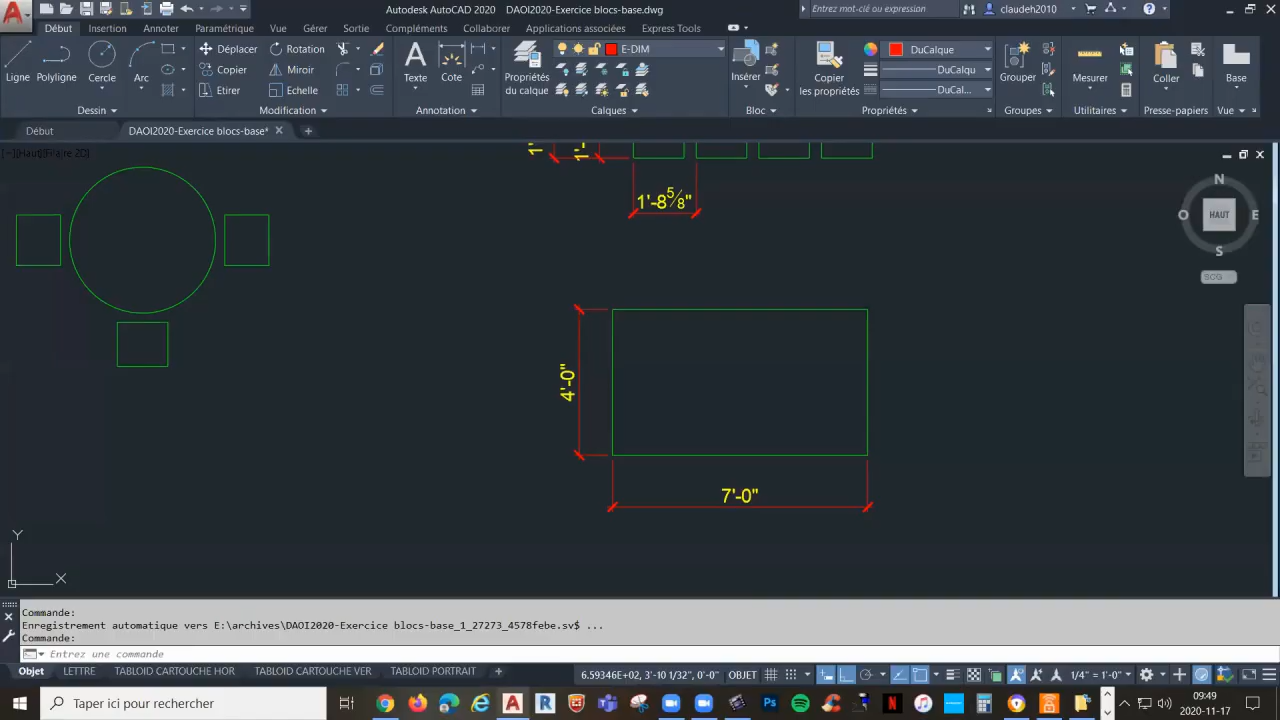 Autodesk AutoCAD 2020 DAOI2020-Exercice blocs-base.dwg
Entrez mot-clé ou expression
claudeh2010
Début Insertion Annoter Paramétrique Vue Gérer Sortie Compléments Collaborer Applications associées Express Tools
Ligne Polyligne Cercle Arc
Déplacer Rotation
Copier Miroir
Etirer Echelle
Texte Cote
Propriétés
du calque
E-DIM
Insérer
Copier
les propriétés
DuCalque
DuCalqu
DuCal...
Grouper
Mesurer
Coller
Base
Dessin Modification Annotation Calques Bloc Propriétés Groupes Utilitaires Presse-papiers Vue
Début DAOI2020-Exercice blocs-base*
[−][Haut][Filaire 2D]
N
O HAUT E
S
SCG
1'-8 5/8"
4'-0"
7'-0"
Y
X
Commande:
Enregistrement automatique vers E:\archives\DAOI2020-Exercice blocs-base_1_27273_4578febe.sv$ ...
Commande:
Entrez une commande
Objet LETTRE TABLOID CARTOUCHE HOR TABLOID CARTOUCHE VER TABLOID PORTRAIT
6.59346E+02, 3'-10 1/32", 0'-0" OBJET
1/4" = 1'-0"
Taper ici pour rechercher
09:49
2020-11-17